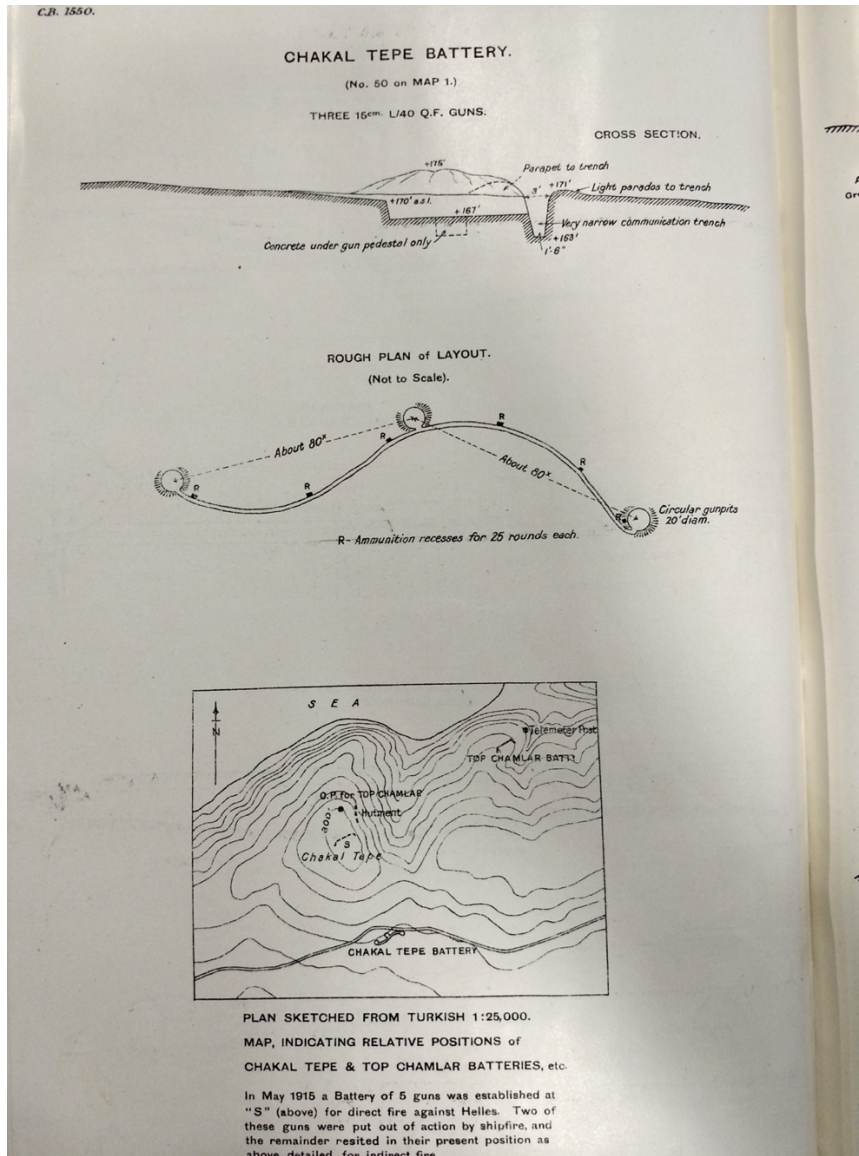 C.B. 1550.
CHAKAL TEPE BATTERY.
(No. 50 on MAP 1.)
THREE 15cm. L/40 Q.F. GUNS.
CROSS SECTION.
+175'
Parapet to trench
3'
+171'
Light parados to trench
+170' a.s.l.
+167'
Very narrow communication trench
Concrete under gun pedestal only
+163'
1'-6"
ROUGH PLAN of LAYOUT.
(Not to Scale).
R
R
About 80x
About 80x
R
R
R
R
Circular gunpits
20' diam.
R- Ammunition recesses for 25 rounds each.
SEA
N
Telemeter Post
TOP CHAMLAR BATTY
O.P. for TOP CHAMLAR
Hutment
S
Chakal Tepe
CHAKAL TEPE BATTERY
PLAN SKETCHED FROM TURKISH 1:25,000.
MAP, INDICATING RELATIVE POSITIONS of
CHAKAL TEPE & TOP CHAMLAR BATTERIES, etc.
In May 1915 a Battery of 5 guns was established at
"S" (above) for direct fire against Helles. Two of
these guns were put out of action by shipfire, and
the remainder resited in their present position as
above detailed for indirect fire